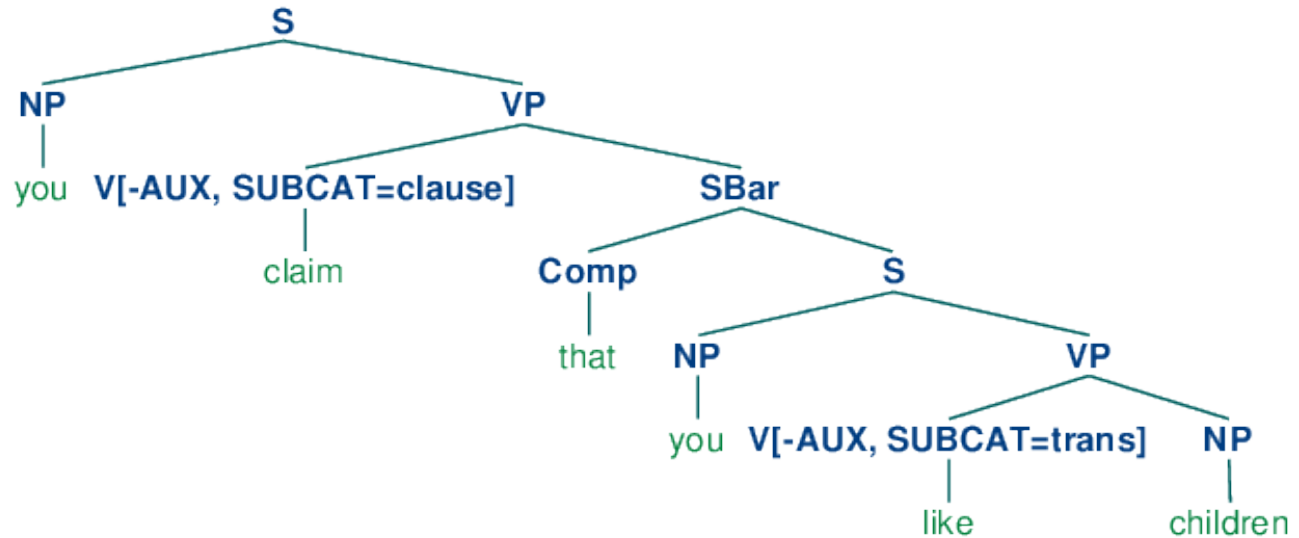 S
NP VP
you V[-AUX, SUBCAT=clause] SBar
claim Comp S
that NP VP
you V[-AUX, SUBCAT=trans] NP
like children